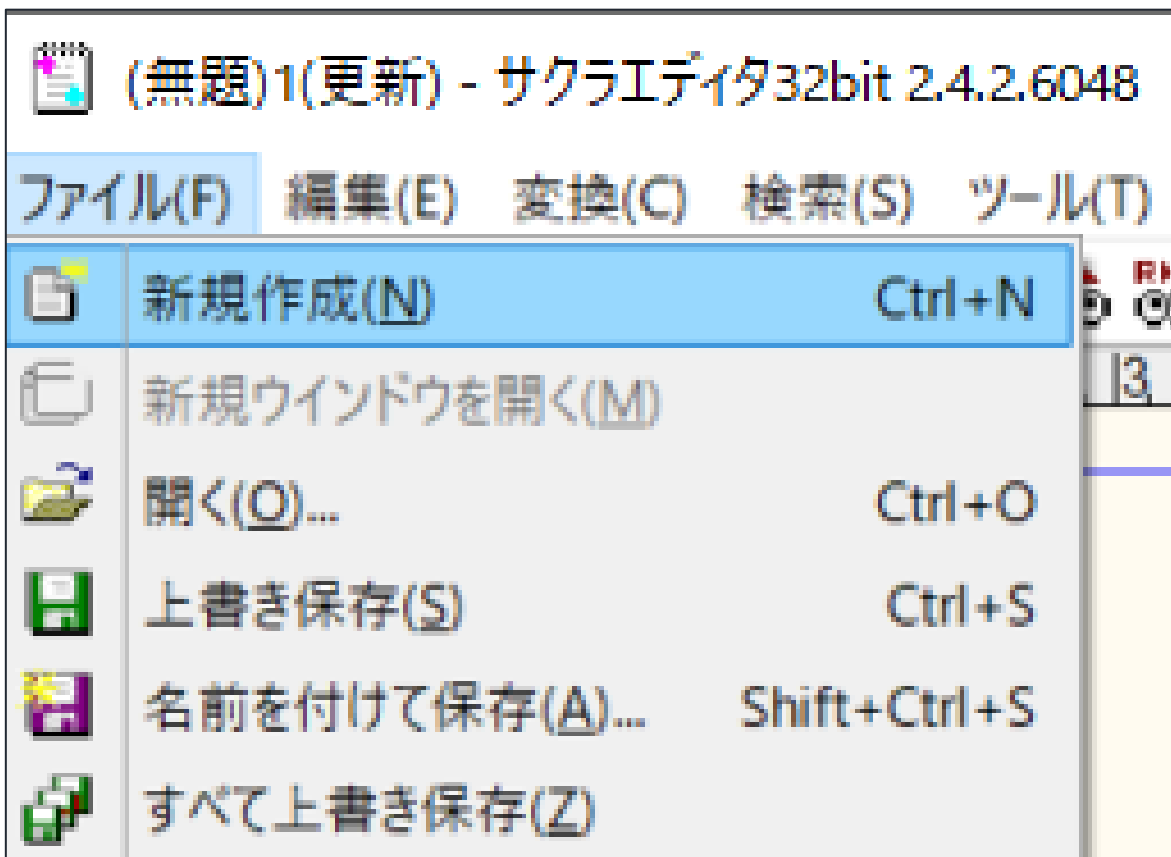 (無題)1(更新) - サクラエディタ32bit 2.4.2.6048
ファイル(F) 編集(E) 変換(C) 検索(S) ツール(T)
新規作成(N) Ctrl+N
新規ウインドウを開く(M)
3
開く(O)... Ctrl+O
上書き保存(S) Ctrl+S
名前を付けて保存(A)... Shift+Ctrl+S
すべて上書き保存(Z)